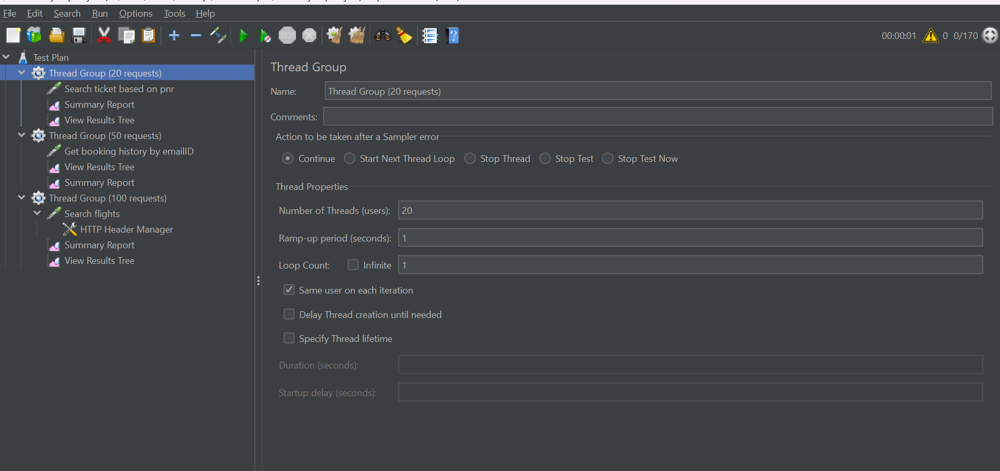 File Edit Search Run Options Tools Help
STOP
00:00:01 0 0/170
Test Plan
Thread Group (20 requests)
Search ticket based on pnr
Summary Report
View Results Tree
Thread Group (50 requests)
Get booking history by emailID
View Results Tree
Summary Report
Thread Group (100 requests)
Search flights
HTTP Header Manager
Summary Report
View Results Tree
Thread Group
Name: Thread Group (20 requests)
Comments:
Action to be taken after a Sampler error
Continue Start Next Thread Loop Stop Thread Stop Test Stop Test Now
Thread Properties
Number of Threads (users): 20
Ramp-up period (seconds): 1
Loop Count: Infinite 1
Same user on each iteration
Delay Thread creation until needed
Specify Thread lifetime
Duration (seconds):
Startup delay (seconds):